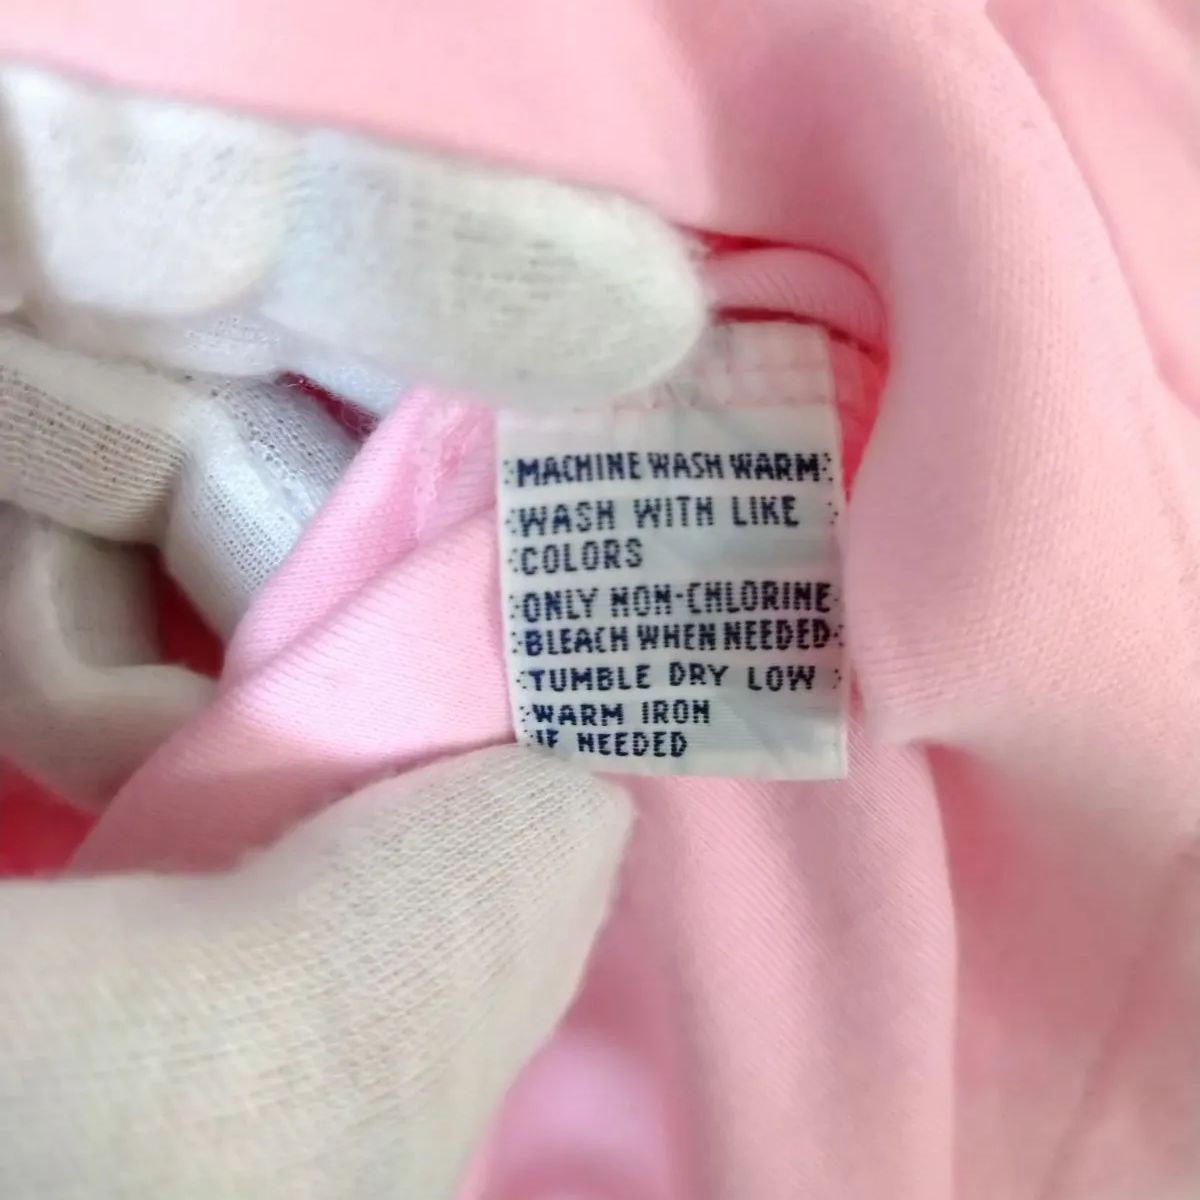 MACHINE WASH WARM
WASH WITH LIKE
COLORS
ONLY NON-CHLORINE
BLEACH WHEN NEEDED
TUMBLE DRY LOW
WARM IRON
IF NEEDED